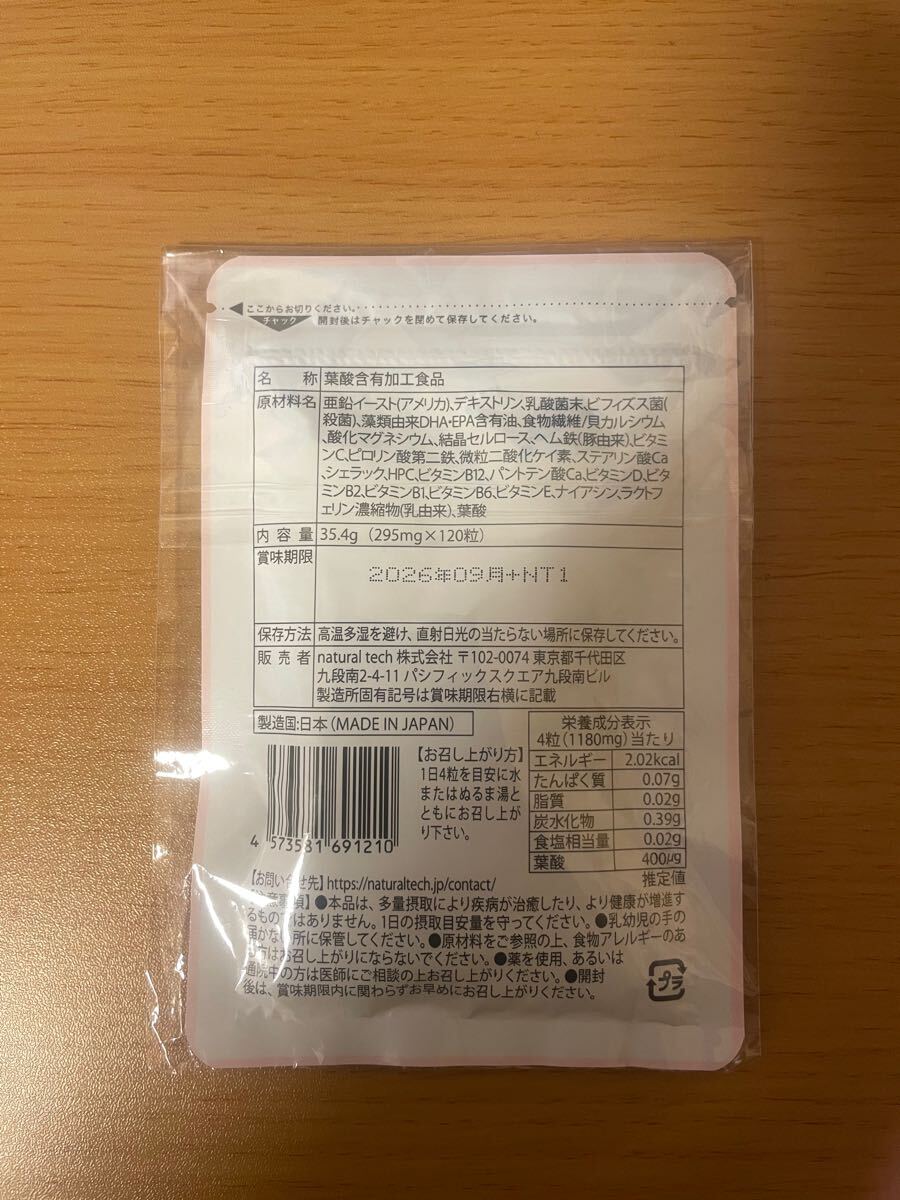 ここからお切りください。
チャック 開封後はチャックを閉めて保存してください。
名 称 葉酸含有加工食品
原材料名 亜鉛イースト(アメリカ)、デキストリン、乳酸菌末、ビフィズス菌(
殺菌)、藻類由来DHA・EPA含有油、食物繊維/貝カルシウム
、酸化マグネシウム、結晶セルロース、ヘム鉄(豚由来)、ビタミ
ンC、ピロリン酸第二鉄、微粒二酸化ケイ素、ステアリン酸Ca
、シェラック、HPC、ビタミンB12、パントテン酸Ca、ビタミンD、ビタ
ミンB2、ビタミンB1、ビタミンB6、ビタミンE、ナイアシン、ラクトフ
ェリン濃縮物(乳由来)、葉酸
内容量 35.4g (295mg×120粒)
賞味期限
2026年09月+NT1
保存方法 高温多湿を避け、直射日光の当たらない場所に保存してください。
販売者 natural tech 株式会社 〒102-0074 東京都千代田区
九段南2-4-11 パシフィックスクエア九段南ビル
製造所固有記号は賞味期限右横に記載
製造国:日本(MADE IN JAPAN)
4 573581 691210
【お召し上がり方】
1日4粒を目安に水
またはぬるま湯と
ともにお召し上が
り下さい。
栄養成分表示
4粒(1180mg)当たり
エネルギー 2.02kcal
たんぱく質 0.07g
脂質 0.02g
炭水化物 0.39g
食塩相当量 0.02g
葉酸 400μg
推定値
【お問い合せ先】https://naturaltech.jp/contact/
【注意事項】●本品は、多量摂取により疾病が治癒したり、より健康が増進す
るものではありません。1日の摂取目安量を守ってください。●乳幼児の手の
届かない所に保管してください。●原材料をご参照の上、食物アレルギーのあ
る方はお召し上がりにならないでください。●薬を使用、あるいは
通院中の方は医師にご相談の上お召し上がりください。●開封
後は、賞味期限内に関わらずお早めにお召し上がりください。
プラ